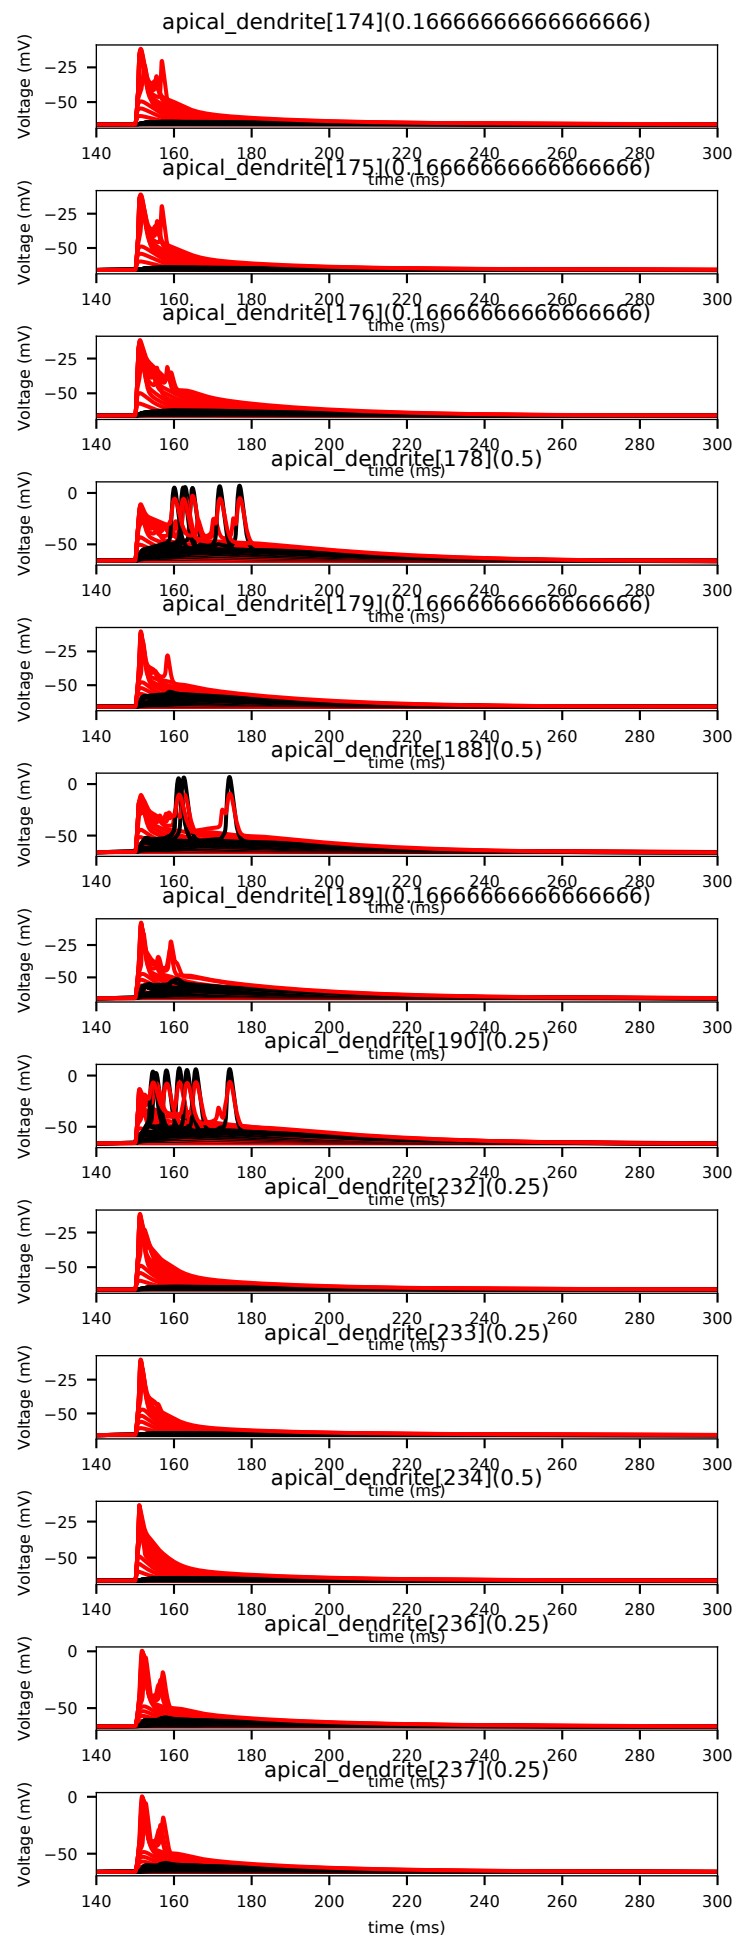 apical_dendrite[174](0.16666666666666666)
Voltage (mV)
−25
−50
140 160 180 200 220 240 260 280 300
time (ms)
apical_dendrite[175](0.16666666666666666)
Voltage (mV)
−25
−50
140 160 180 200 220 240 260 280 300
time (ms)
apical_dendrite[176](0.16666666666666666)
Voltage (mV)
−25
−50
140 160 180 200 220 240 260 280 300
time (ms)
apical_dendrite[178](0.5)
Voltage (mV)
0
−50
140 160 180 200 220 240 260 280 300
time (ms)
apical_dendrite[179](0.16666666666666666)
Voltage (mV)
−25
−50
140 160 180 200 220 240 260 280 300
time (ms)
apical_dendrite[188](0.5)
Voltage (mV)
0
−50
140 160 180 200 220 240 260 280 300
time (ms)
apical_dendrite[189](0.16666666666666666)
Voltage (mV)
−25
−50
140 160 180 200 220 240 260 280 300
time (ms)
apical_dendrite[190](0.25)
Voltage (mV)
0
−50
140 160 180 200 220 240 260 280 300
time (ms)
apical_dendrite[232](0.25)
Voltage (mV)
−25
−50
140 160 180 200 220 240 260 280 300
time (ms)
apical_dendrite[233](0.25)
Voltage (mV)
−25
−50
140 160 180 200 220 240 260 280 300
time (ms)
apical_dendrite[234](0.5)
Voltage (mV)
−25
−50
140 160 180 200 220 240 260 280 300
time (ms)
apical_dendrite[236](0.25)
Voltage (mV)
0
−50
140 160 180 200 220 240 260 280 300
time (ms)
apical_dendrite[237](0.25)
Voltage (mV)
0
−50
140 160 180 200 220 240 260 280 300
time (ms)